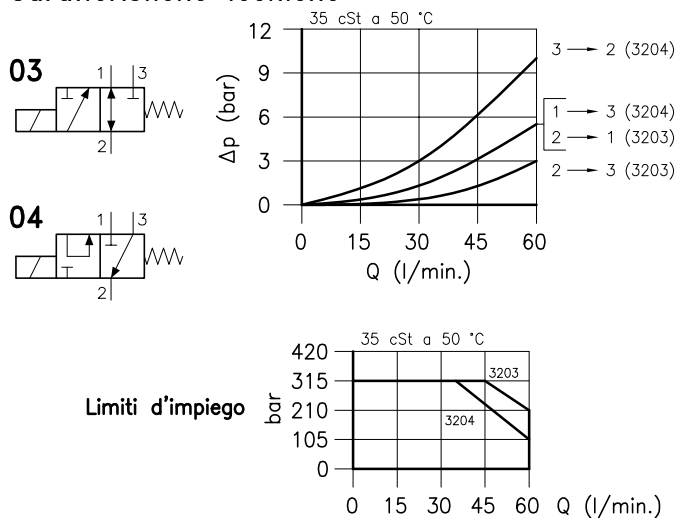 35 cSt a 50 °C
03
1 3
2
04
1 3
2
Δp (bar)
12
9
6
3
0
0 15 30 45 60
Q (l/min.)
3 → 2 (3204)
1 → 3 (3204)
2 → 1 (3203)
2 → 3 (3203)
35 cSt a 50 °C
Limiti d'impiego
bar
420
315
210
105
0
3203
3204
0 15 30 45 60 Q (l/min.)